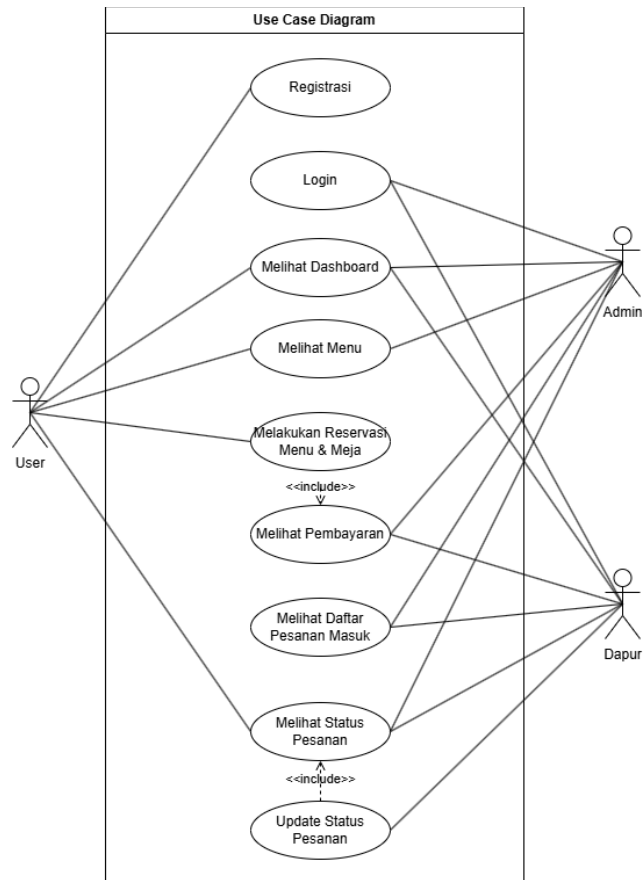 Use Case Diagram
Registrasi
Login
Melihat Dashboard
Admin
Melihat Menu
User
Melakukan Reservasi
Menu & Meja
<<include>>
Melihat Pembayaran
Melihat Daftar
Pesanan Masuk
Dapur
Melihat Status
Pesanan
<<include>>
Update Status
Pesanan